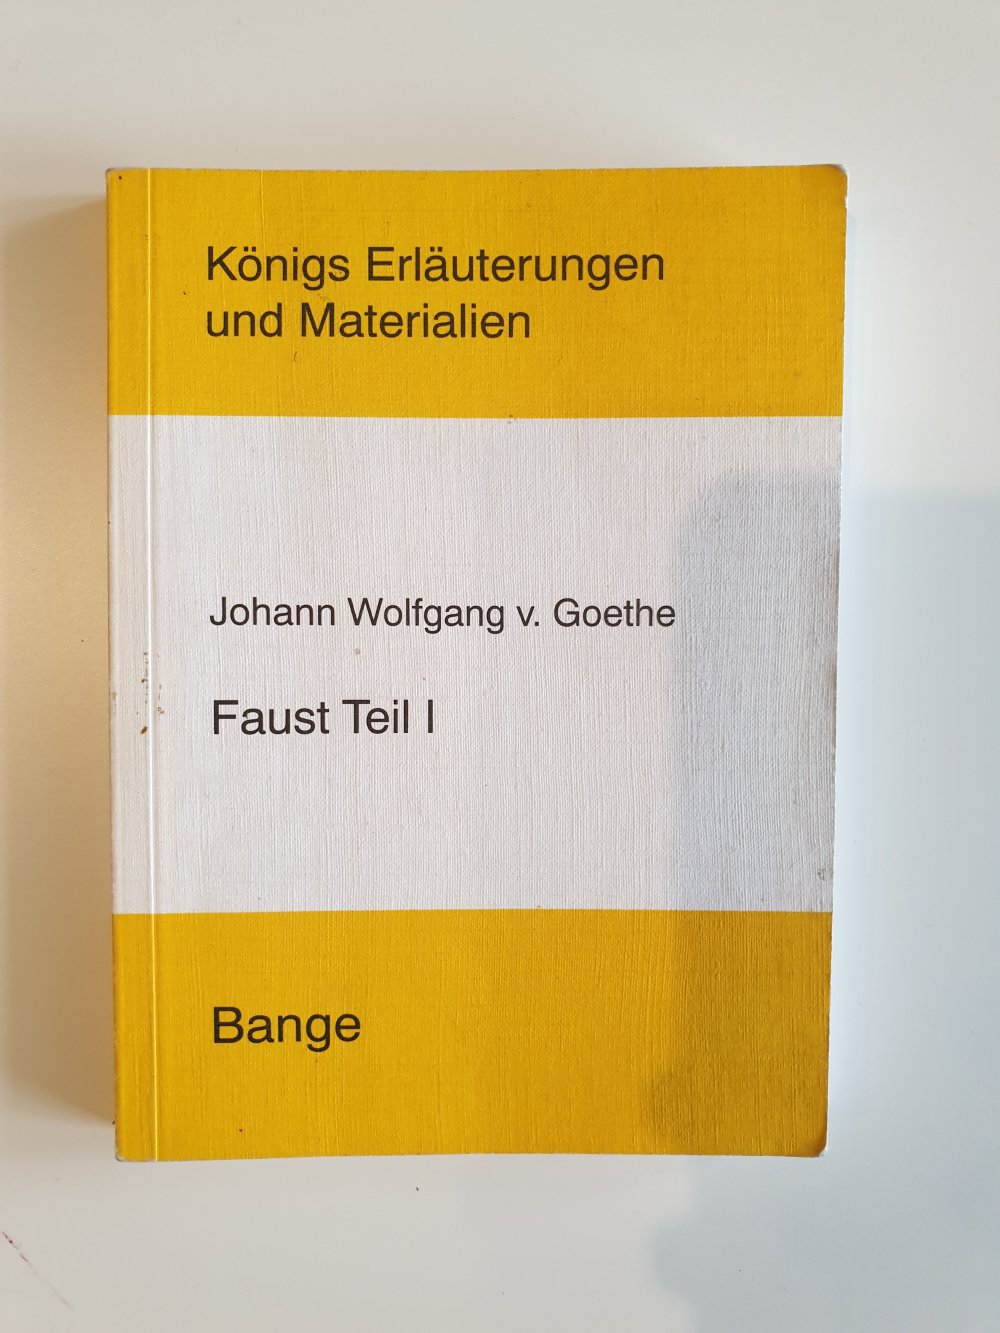 Königs Erläuterungen
und Materialien
Johann Wolfgang v. Goethe
Faust Teil I
Bange